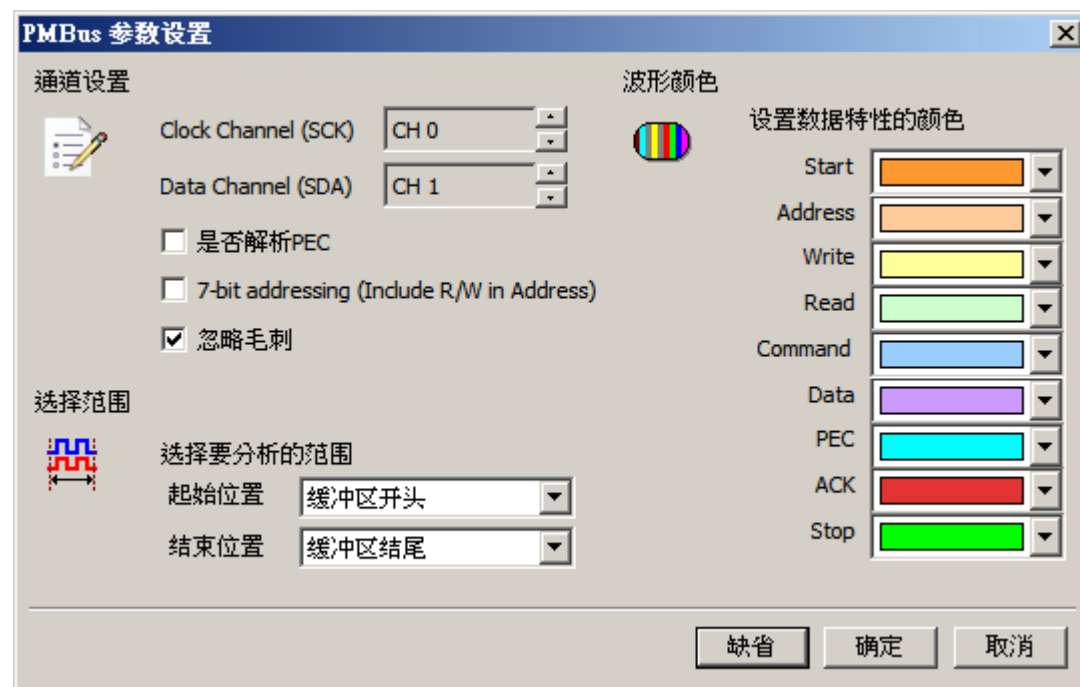 PMBus 参数设置
通道设置
Clock Channel (SCK) CH 0
Data Channel (SDA) CH 1
是否解析PEC
7-bit addressing (Include R/W in Address)
忽略毛刺
选择范围
选择要分析的范围
起始位置 缓冲区开头
结束位置 缓冲区结尾
波形颜色
设置数据特性的颜色
Start
Address
Write
Read
Command
Data
PEC
ACK
Stop
缺省 确定 取消